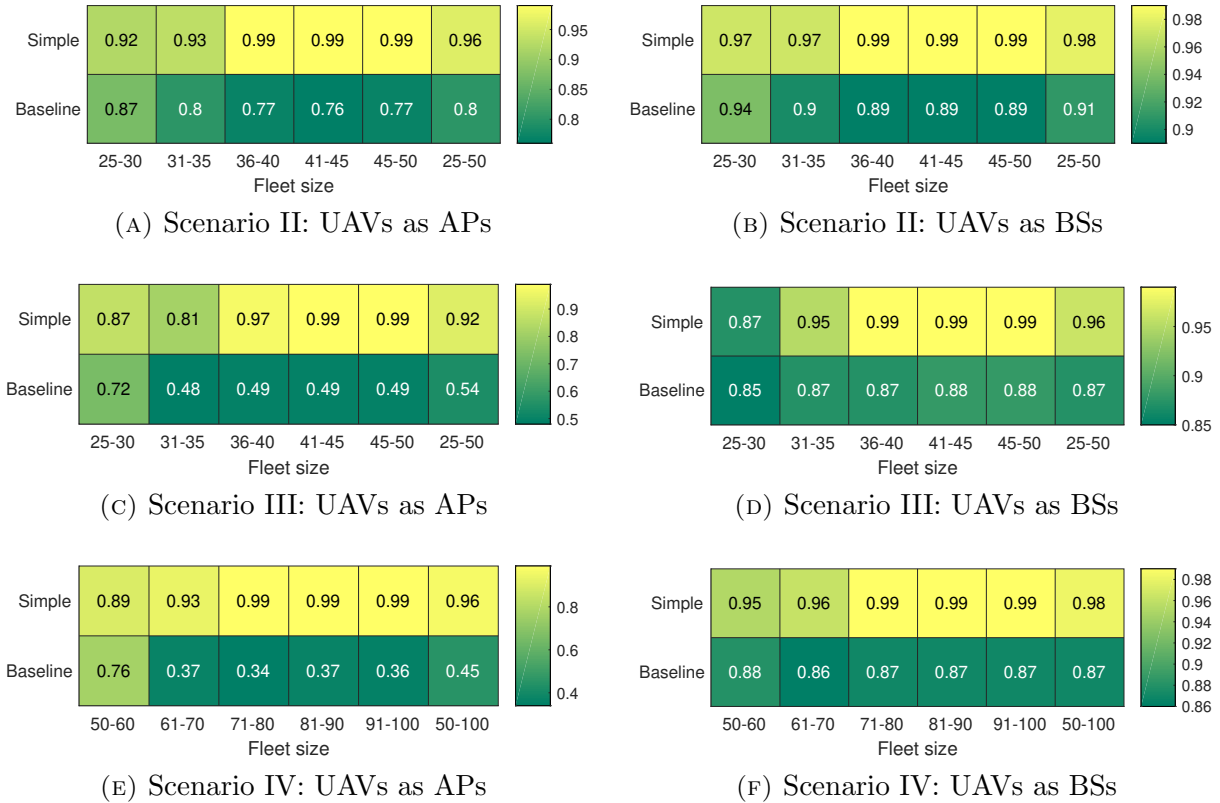 Simple 0.92 0.93 0.99 0.99 0.99 0.96
Baseline 0.87 0.8 0.77 0.76 0.77 0.8
25-30 31-35 36-40 41-45 45-50 25-50
Fleet size
0.95
0.9
0.85
0.8
(A) Scenario II: UAVs as APs
Simple 0.97 0.97 0.99 0.99 0.99 0.98
Baseline 0.94 0.9 0.89 0.89 0.89 0.91
25-30 31-35 36-40 41-45 45-50 25-50
Fleet size
0.98
0.96
0.94
0.92
0.9
(B) Scenario II: UAVs as BSs
Simple 0.87 0.81 0.97 0.99 0.99 0.92
Baseline 0.72 0.48 0.49 0.49 0.49 0.54
25-30 31-35 36-40 41-45 45-50 25-50
Fleet size
0.9
0.8
0.7
0.6
0.5
(C) Scenario III: UAVs as APs
Simple 0.87 0.95 0.99 0.99 0.99 0.96
Baseline 0.85 0.87 0.87 0.88 0.88 0.87
25-30 31-35 36-40 41-45 45-50 25-50
Fleet size
0.95
0.9
0.85
(D) Scenario III: UAVs as BSs
Simple 0.89 0.93 0.99 0.99 0.99 0.96
Baseline 0.76 0.37 0.34 0.37 0.36 0.45
50-60 61-70 71-80 81-90 91-100 50-100
Fleet size
0.8
0.6
0.4
(E) Scenario IV: UAVs as APs
Simple 0.95 0.96 0.99 0.99 0.99 0.98
Baseline 0.88 0.86 0.87 0.87 0.87 0.87
50-60 61-70 71-80 81-90 91-100 50-100
Fleet size
0.98
0.96
0.94
0.92
0.9
0.88
0.86
(F) Scenario IV: UAVs as BSs